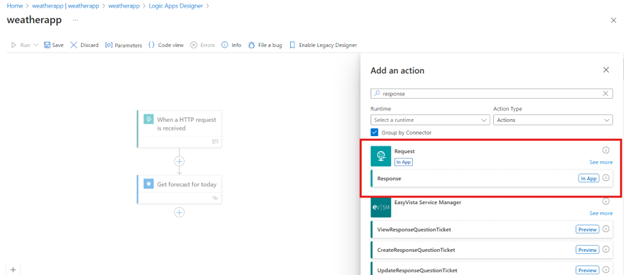 Home > weatherapp | weatherapp > weatherapp > Logic Apps Designer >
weatherapp ...
Run Save Discard Parameters Code view Errors Info File a bug Enable Legacy Designer
Add an action
response
Runtime Action Type
Select a runtime Actions
Group by Connector
When a HTTP request
is received
Request
In App
See more
Get forecast for today
Response In App
EasyVista Service Manager
See more
ViewResponseQuestionTicket Preview
CreateResponseQuestionTicket Preview
UpdateResponseQuestionTicket Preview